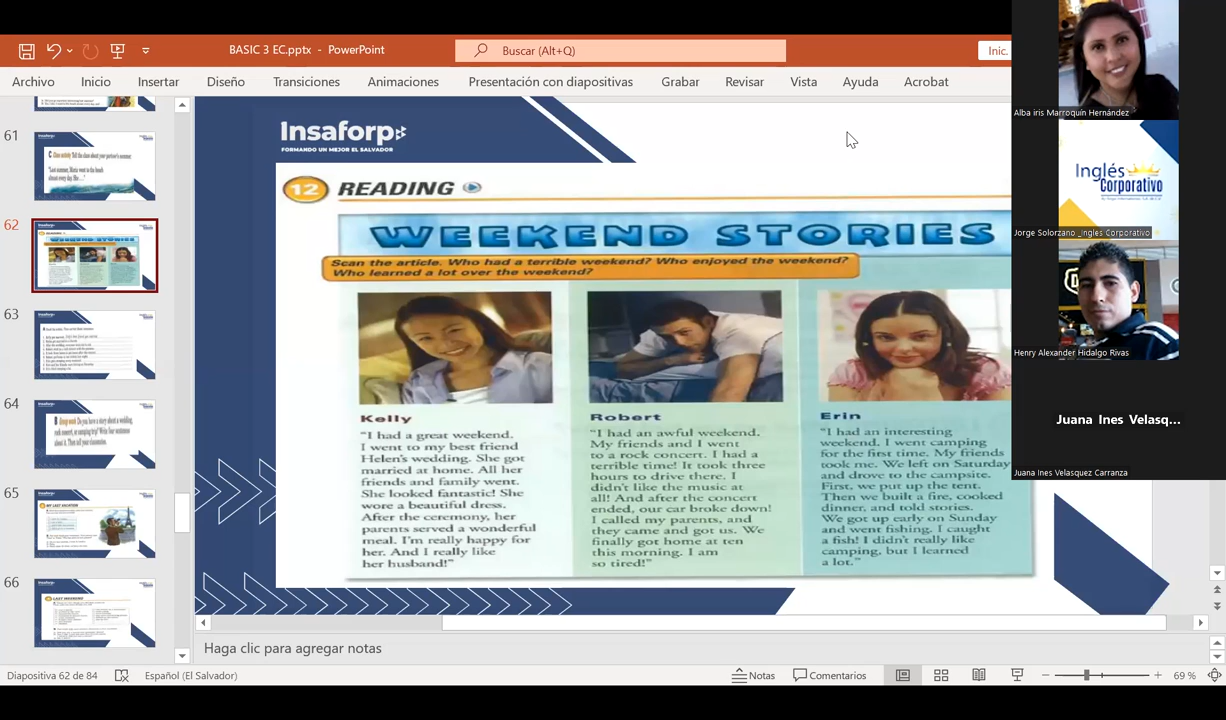 BASIC 3 EC.pptx - PowerPoint
Buscar (Alt+Q)
Inic.
Archivo Inicio Insertar Diseño Transiciones Animaciones Presentación con diapositivas Grabar Revisar Vista Ayuda Acrobat
61
62
63
64
65
66
Insaforp
FORMANDO UN MEJOR EL SALVADOR
12 READING
WEEKEND STORIES
Scan the article. Who had a terrible weekend? Who enjoyed the weekend?
Who learned a lot over the weekend?
Kelly
"I had a great weekend.
I went to my best friend
Helen's wedding. She got
married at home. All her
friends and family went.
She looked fantastic! She
wore a beautiful dress.
After the ceremony, her
parents served a wonderful
meal. I'm really happy for
her. And I really like
her husband!"
Robert
"I had an awful weekend.
My friends and I went
to a rock concert. I had a
terrible time! It took three
hours to drive there. I
didn't like the music at
all! And after the concert
ended, our car broke down!
I called my parents, and
they came and got us. We
finally got home at ten
this morning. I am
so tired!"
Erin
"I had an interesting
weekend. I went camping
for the first time. My friends
took me. We left on Saturday
and drove to the campsite.
First, we put up the tent.
Then we built a fire, cooked
dinner, and told stories.
We got up early on Sunday
and went fishing. I caught
a fish! I didn't really like
camping, but I learned
a lot."
Alba iris Marroquín Hernández
Inglés
Corporativo
Jorge Solorzano _Ingles Corporativo
Henry Alexander Hidalgo Rivas
Juana Ines Velasq...
Juana Ines Velasquez Carranza
Haga clic para agregar notas
Diapositiva 62 de 84 Español (El Salvador) Notas Comentarios 69 %